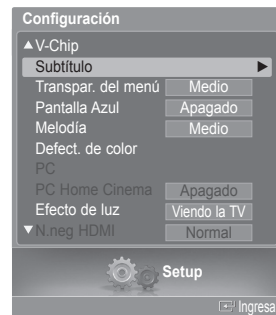 Configuración
▲V-Chip
Subtítulo ►
Transpar. del menú Medio
Pantalla Azul Apagado
Melodía Medio
Defect. de color
PC
PC Home Cinema Apagado
Efecto de luz Viendo la TV
▼N.neg HDMI Normal
Setup
Ingresa